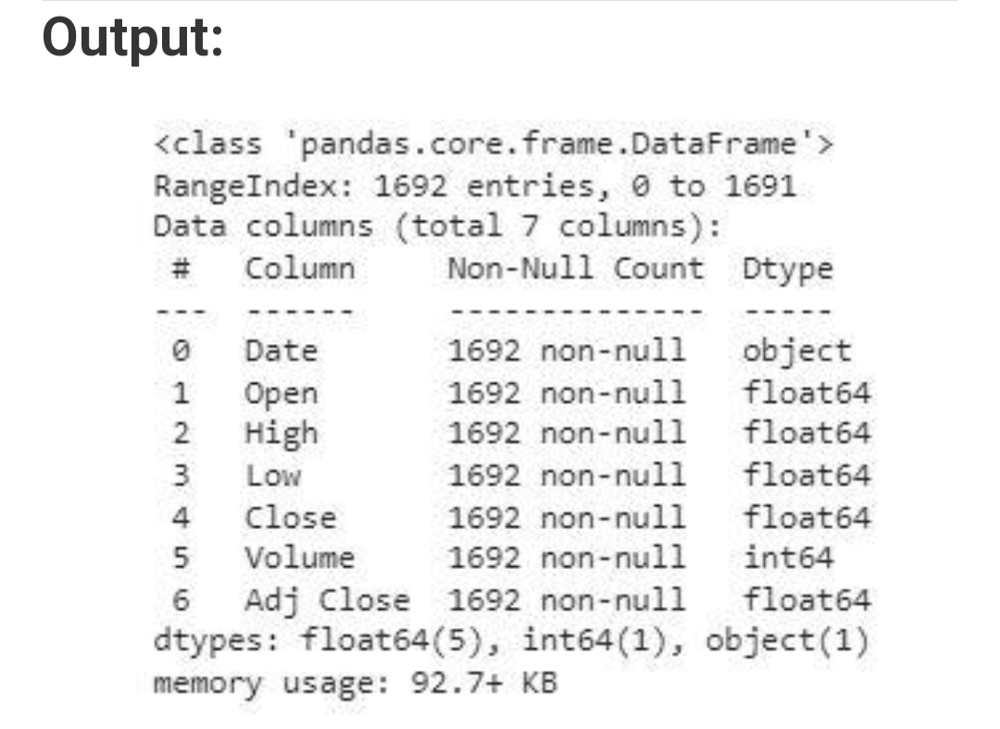 Output:
<class 'pandas.core.frame.DataFrame'>
RangeIndex: 1692 entries, 0 to 1691
Data columns (total 7 columns):
 #   Column     Non-Null Count  Dtype
---  ------     --------------  -----
 0   Date       1692 non-null   object
 1   Open       1692 non-null   float64
 2   High       1692 non-null   float64
 3   Low        1692 non-null   float64
 4   Close      1692 non-null   float64
 5   Volume     1692 non-null   int64
 6   Adj Close  1692 non-null   float64
dtypes: float64(5), int64(1), object(1)
memory usage: 92.7+ KB